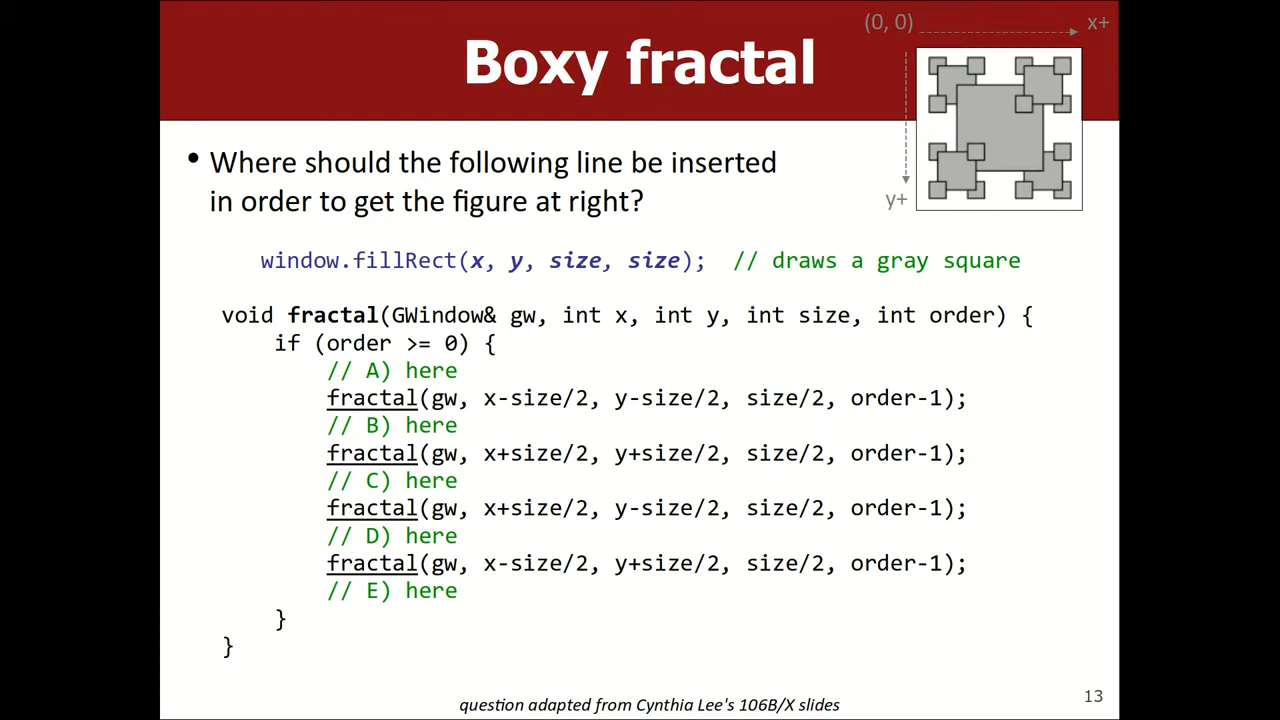 Boxy fractal
(0, 0) x+
y+
• Where should the following line be inserted
in order to get the figure at right?
window.fillRect(x, y, size, size); // draws a gray square
void fractal(GWindow& gw, int x, int y, int size, int order) {
if (order >= 0) {
// A) here
fractal(gw, x-size/2, y-size/2, size/2, order-1);
// B) here
fractal(gw, x+size/2, y+size/2, size/2, order-1);
// C) here
fractal(gw, x+size/2, y-size/2, size/2, order-1);
// D) here
fractal(gw, x-size/2, y+size/2, size/2, order-1);
// E) here
}
}
question adapted from Cynthia Lee's 106B/X slides
13